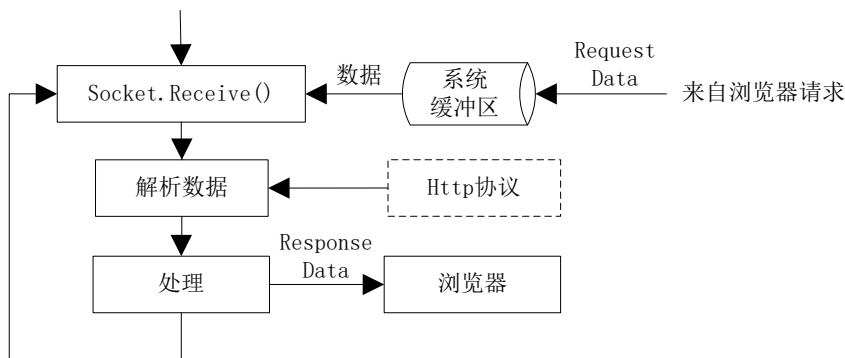 Request
Data
数据
系统
缓冲区
Socket.Receive()
来自浏览器请求
解析数据
Http协议
Response
Data
处理
浏览器